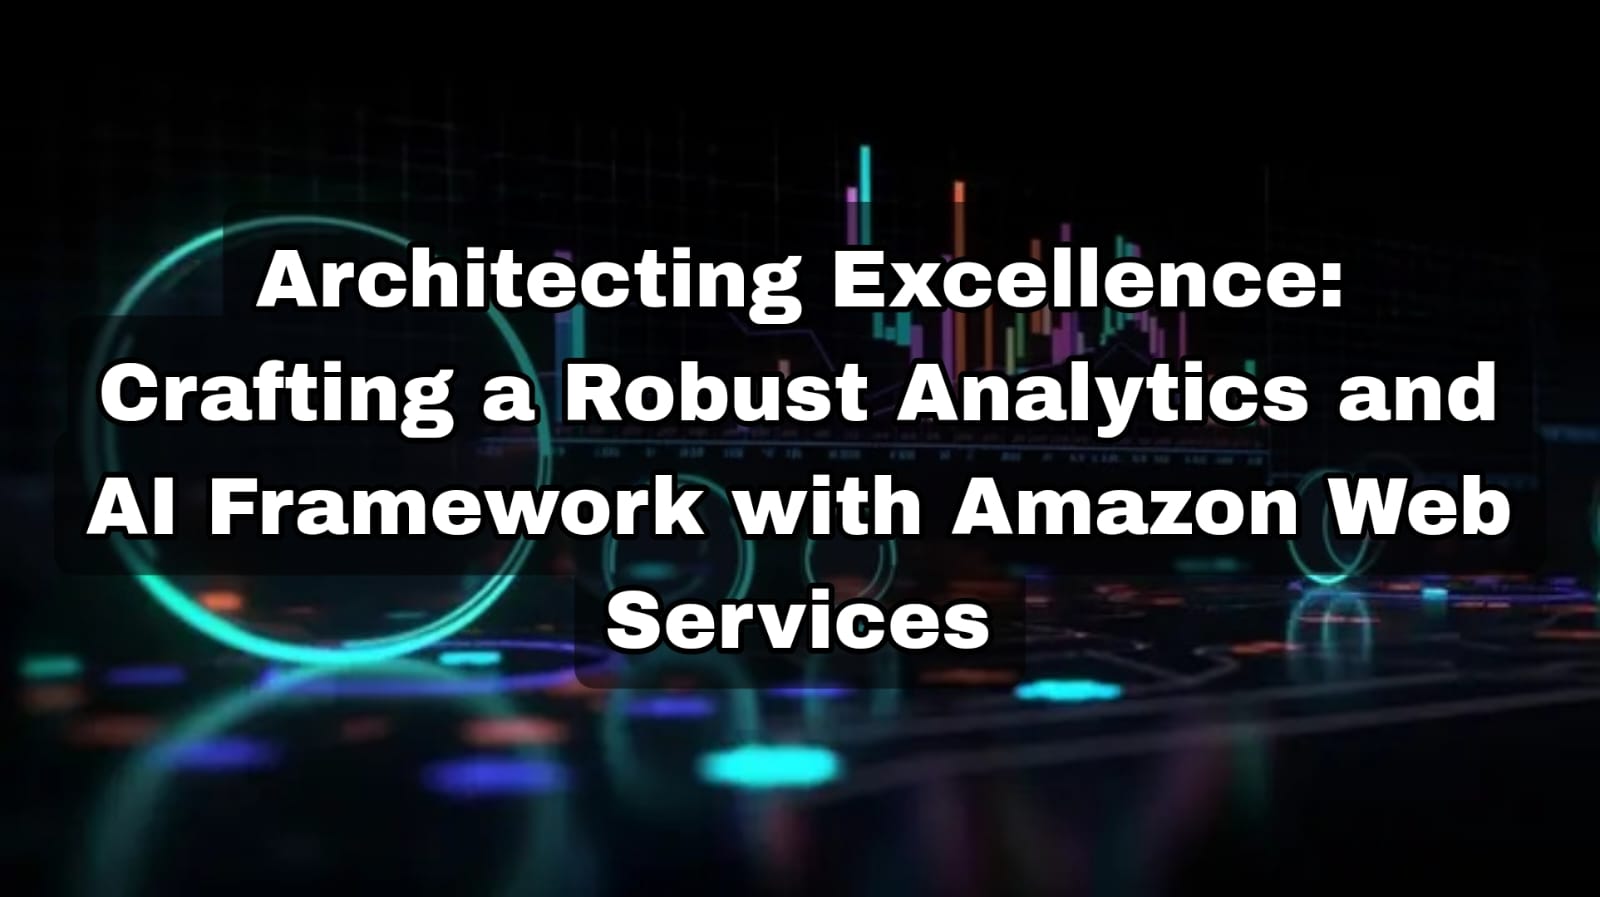 Architecting Excellence:
Crafting a Robust Analytics and
AI Framework with Amazon Web
Services